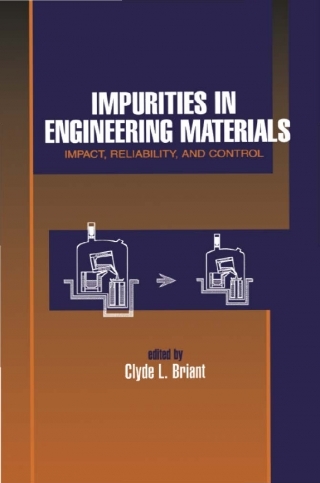 IMPURITIES IN
ENGINEERING MATERIALS
IMPACT, RELIABILITY, AND CONTROL
edited by
Clyde L. Briant